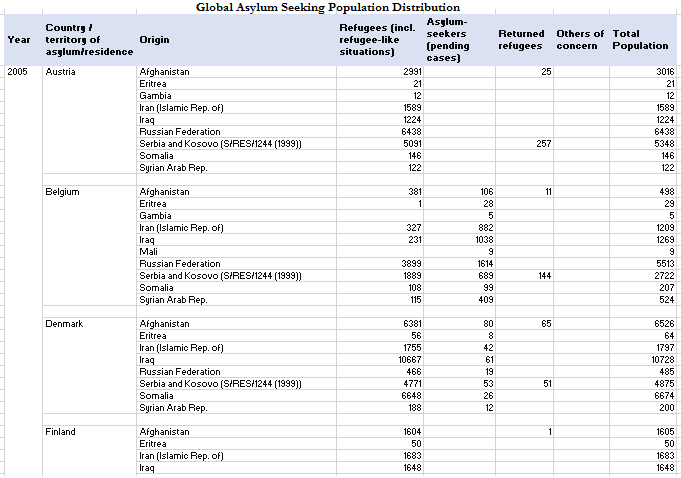 Global Asylum Seeking Population Distribution
Year Country / territory of asylum/residence Origin Refugees (incl. refugee-like situations) Asylum-seekers (pending cases) Returned refugees Others of concern Total Population
2005 Austria Afghanistan 2991 25 3016
Eritrea 21 21
Gambia 12 12
Iran (Islamic Rep. of) 1589 1589
Iraq 1224 1224
Russian Federation 6438 6438
Serbia and Kosovo (S/RES/1244 (1999)) 5091 257 5348
Somalia 146 146
Syrian Arab Rep. 122 122
Belgium Afghanistan 381 106 11 498
Eritrea 1 28 29
Gambia 5 5
Iran (Islamic Rep. of) 327 882 1209
Iraq 231 1038 1269
Mali 9 9
Russian Federation 3899 1614 5513
Serbia and Kosovo (S/RES/1244 (1999)) 1889 689 144 2722
Somalia 108 99 207
Syrian Arab Rep. 115 409 524
Denmark Afghanistan 6381 80 65 6526
Eritrea 56 8 64
Iran (Islamic Rep. of) 1755 42 1797
Iraq 10667 61 10728
Russian Federation 466 19 485
Serbia and Kosovo (S/RES/1244 (1999)) 4771 53 51 4875
Somalia 6648 26 6674
Syrian Arab Rep. 188 12 200
Finland Afghanistan 1604 1 1605
Eritrea 50 50
Iran (Islamic Rep. of) 1683 1683
Iraq 1648 1648